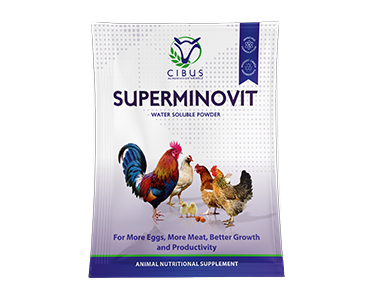 CIBUS
SUPERMINOVIT
WATER SOLUBLE POWDER
For More Eggs, More Meat, Better Growth
and Productivity
ANIMAL NUTRITIONAL SUPPLEMENT